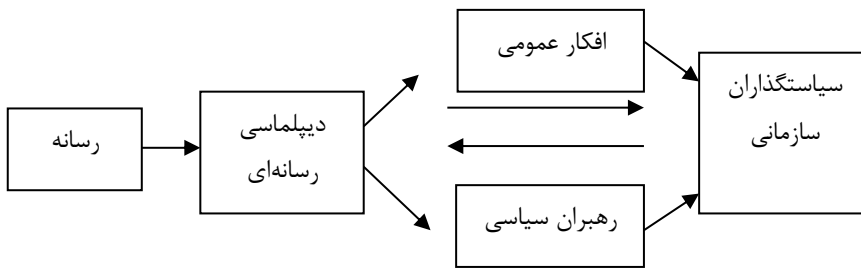 افکار عمومی
سیاستگذاران
سازمانی
دیپلماسی
رسانه‌ای
رسانه
رهبران سیاسی